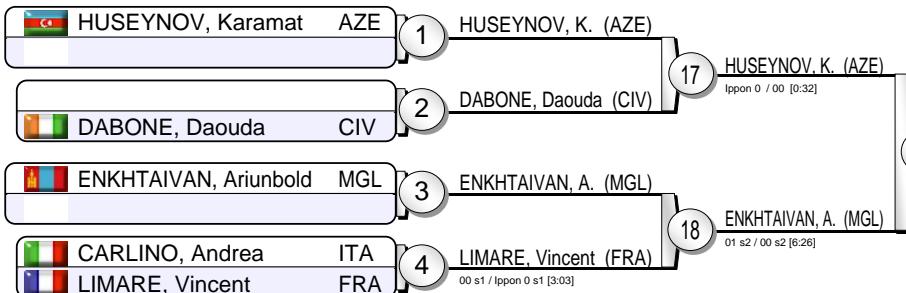 HUSEYNOV, Karamat AZE
1
HUSEYNOV, K. (AZE)
17
HUSEYNOV, K. (AZE)
Ippon 0 / 00 [0:32]
2
DABONE, Daouda (CIV)
DABONE, Daouda CIV
ENKHTAIVAN, Ariunbold MGL
3
ENKHTAIVAN, A. (MGL)
18
ENKHTAIVAN, A. (MGL)
01 s2 / 00 s2 [6:26]
CARLINO, Andrea ITA
4
LIMARE, Vincent (FRA)
00 s1 / Ippon 0 s1 [3:03]
LIMARE, Vincent FRA